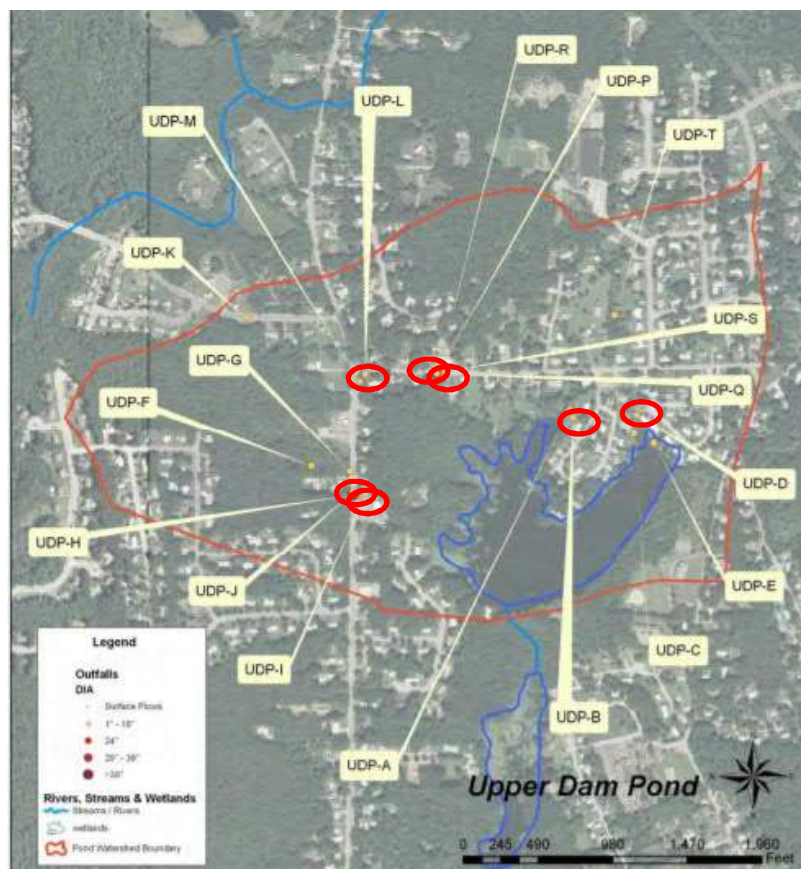 UDP-R
UDP-P
UDP-L
UDP-M
UDP-T
UDP-K
UDP-S
UDP-G
UDP-Q
UDP-F
UDP-D
UDP-H
UDP-E
UDP-J
UDP-C
UDP-I
UDP-B
UDP-A
Upper Dam Pond
0 245 490 980 1,470 1,960
Feet
Legend
Outfalls
DIA
Surface Flows
1" - 18"
24"
>36"
Rivers, Streams & Wetlands
Streams / Rivers
wetlands
Pond Watershed Boundary